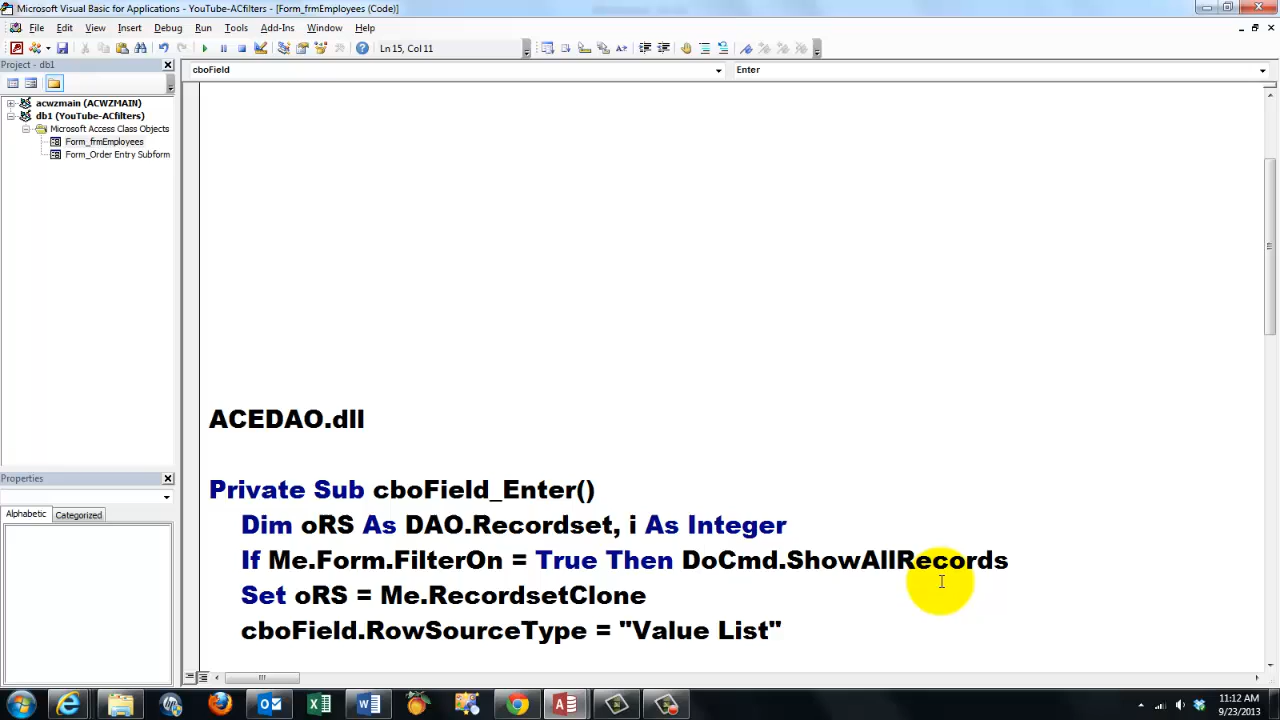 Microsoft Visual Basic for Applications - YouTube-ACfilters - [Form_frmEmployees (Code)]
File Edit View Insert Format Debug Run Tools Add-Ins Window Help
Ln 15, Col 11
Project - db1
cboField
Enter
acwzmain (ACWZMAIN)
db1 (YouTube-ACfilters)
Microsoft Access Class Objects
Form_frmEmployees
Form_Order Entry Subform
ACEDAO.dll
Properties
Alphabetic Categorized
Private Sub cboField_Enter()
Dim oRS As DAO.Recordset, i As Integer
If Me.Form.FilterOn = True Then DoCmd.ShowAllRecords
Set oRS = Me.RecordsetClone
cboField.RowSourceType = "Value List"
11:12 AM
9/23/2013